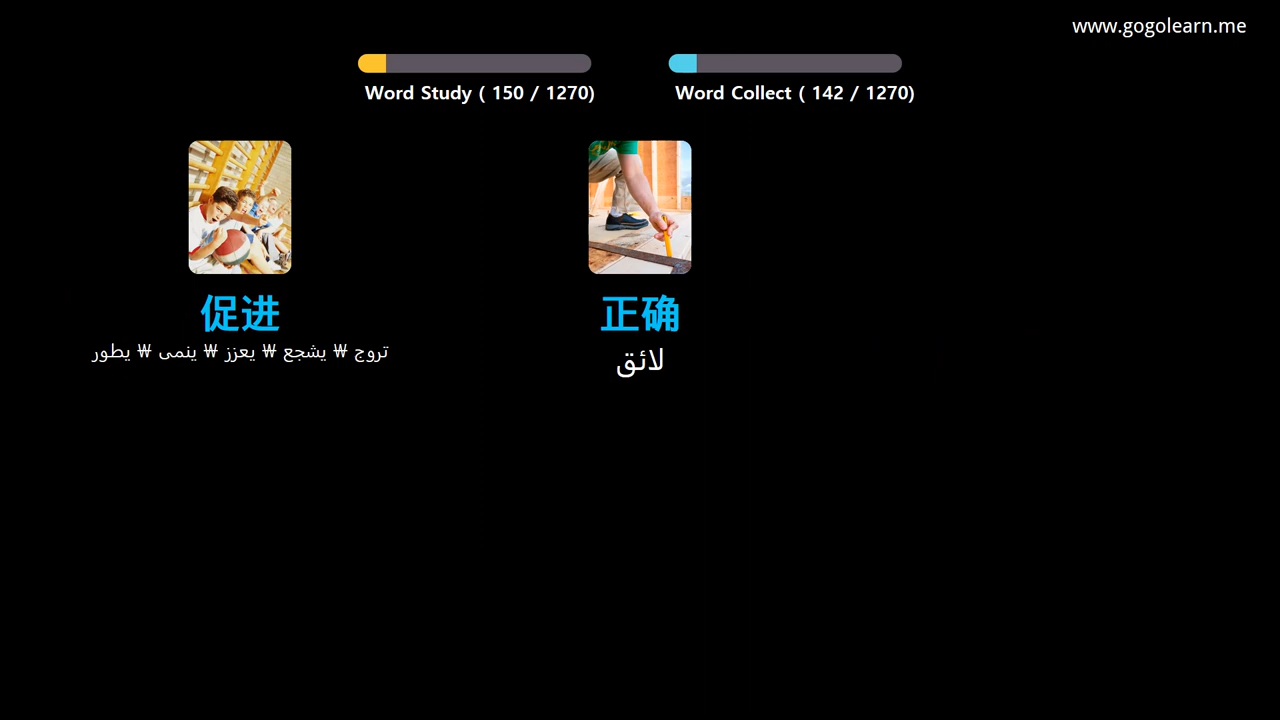 www.gogolearn.me
Word Study ( 150 / 1270)
Word Collect ( 142 / 1270)
促进
تروج ₩ يشجع ₩ يعزز ₩ ينمى ₩ يطور
正确
لائق